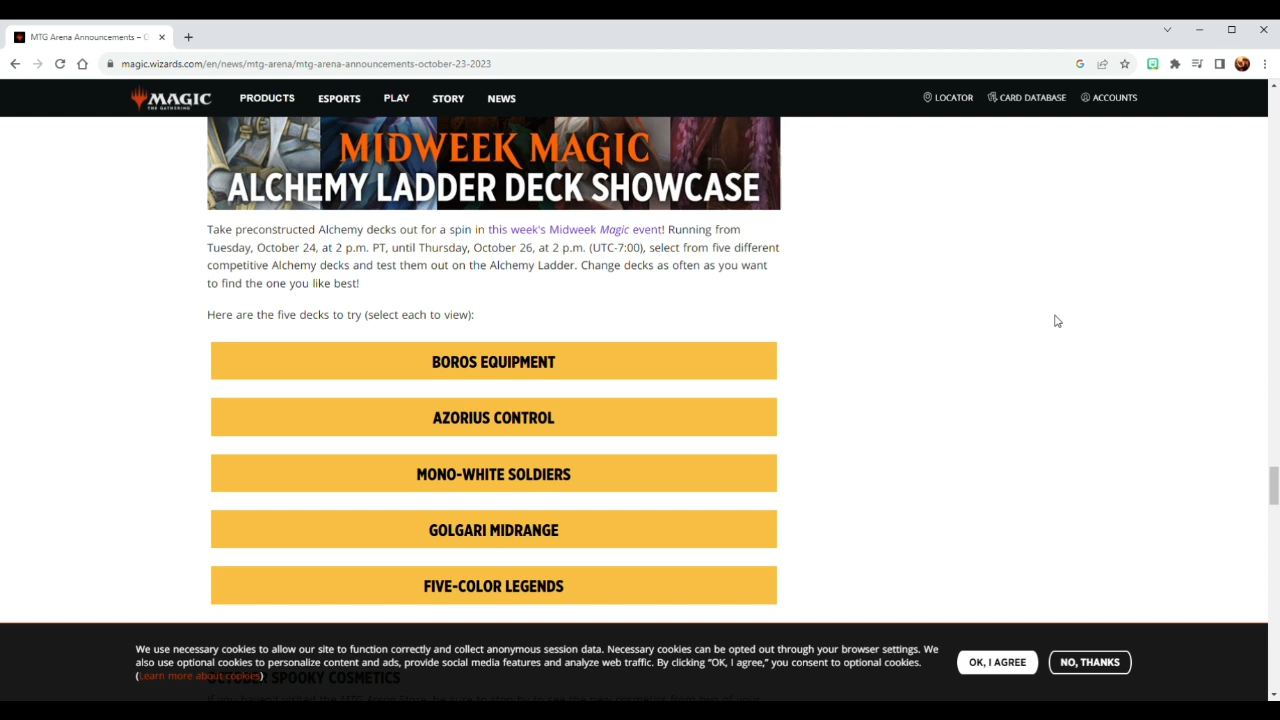 MTG Arena Announcements – O
magic.wizards.com/en/news/mtg-arena/mtg-arena-announcements-october-23-2023
MAGIC
THE GATHERING
PRODUCTS ESPORTS PLAY STORY NEWS
LOCATOR CARD DATABASE ACCOUNTS
MIDWEEK MAGIC
ALCHEMY LADDER DECK SHOWCASE
Take preconstructed Alchemy decks out for a spin in this week's Midweek Magic event! Running from
Tuesday, October 24, at 2 p.m. PT, until Thursday, October 26, at 2 p.m. (UTC-7:00), select from five different
competitive Alchemy decks and test them out on the Alchemy Ladder. Change decks as often as you want
to find the one you like best!
Here are the five decks to try (select each to view):
BOROS EQUIPMENT
AZORIUS CONTROL
MONO-WHITE SOLDIERS
GOLGARI MIDRANGE
FIVE-COLOR LEGENDS
We use necessary cookies to allow our site to function correctly and collect anonymous session data. Necessary cookies can be opted out through your browser settings. We
also use optional cookies to personalize content and ads, provide social media features and analyze web traffic. By clicking “OK, I agree,” you consent to optional cookies.
(Learn more about cookies)
OK, I AGREE
NO, THANKS
OCTOBER SPOOKY COSMETICS